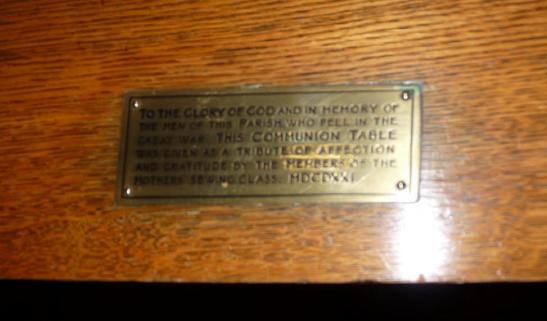 TO THE GLORY OF GOD AND IN MEMORY OF
THE MEN OF THIS PARISH WHO FELL IN THE
GREAT WAR. THIS COMMUNION TABLE
WAS GIVEN AS A TRIBUTE OF AFFECTION
AND GRATITUDE BY THE MEMBERS OF THE
MOTHERS' SEWING CLASS.